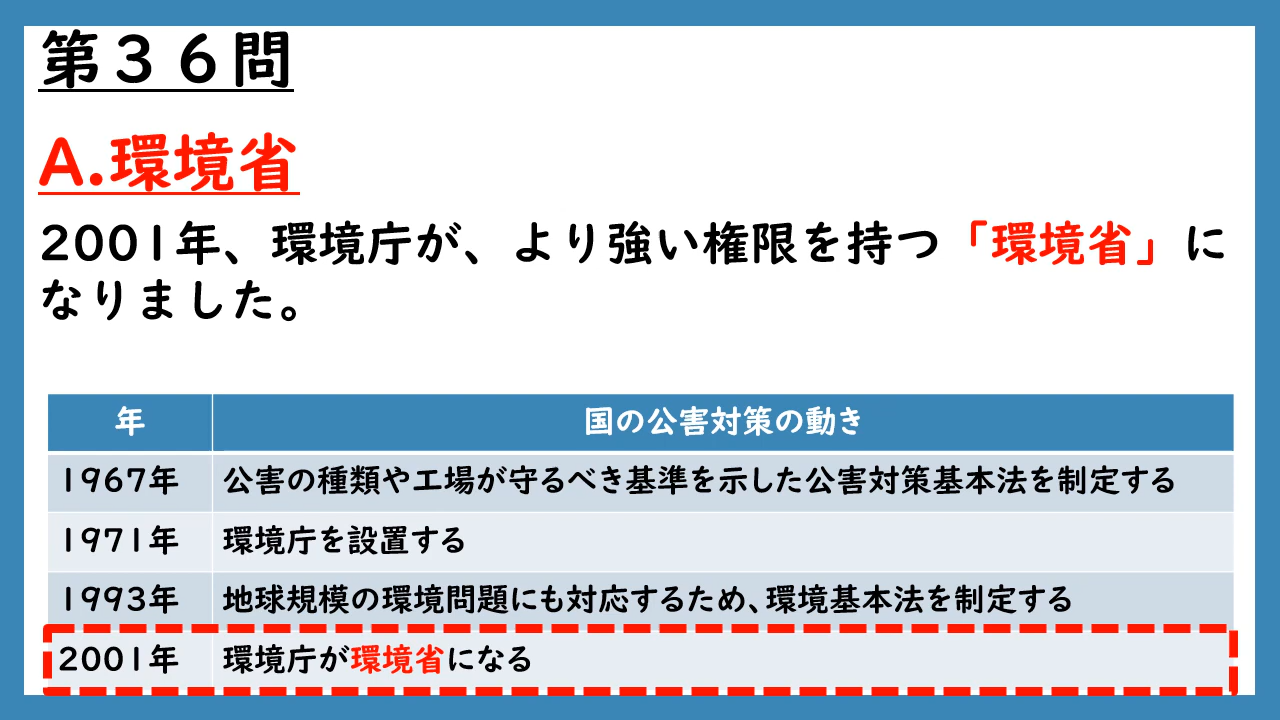 第３６問
A.環境省
2001年、環境庁が、より強い権限を持つ「環境省」に
なりました。
年 国の公害対策の動き
1967年 公害の種類や工場が守るべき基準を示した公害対策基本法を制定する
1971年 環境庁を設置する
1993年 地球規模の環境問題にも対応するため、環境基本法を制定する
2001年 環境庁が環境省になる